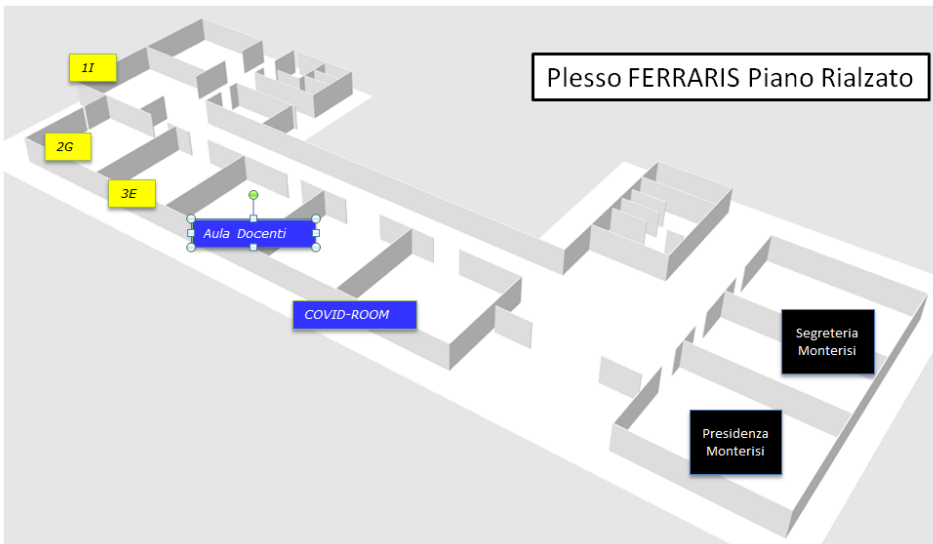 Plesso FERRARIS Piano Rialzato
1I
2G
3E
Aula Docenti
COVID-ROOM
Segreteria
Monterisi
Presidenza
Monterisi